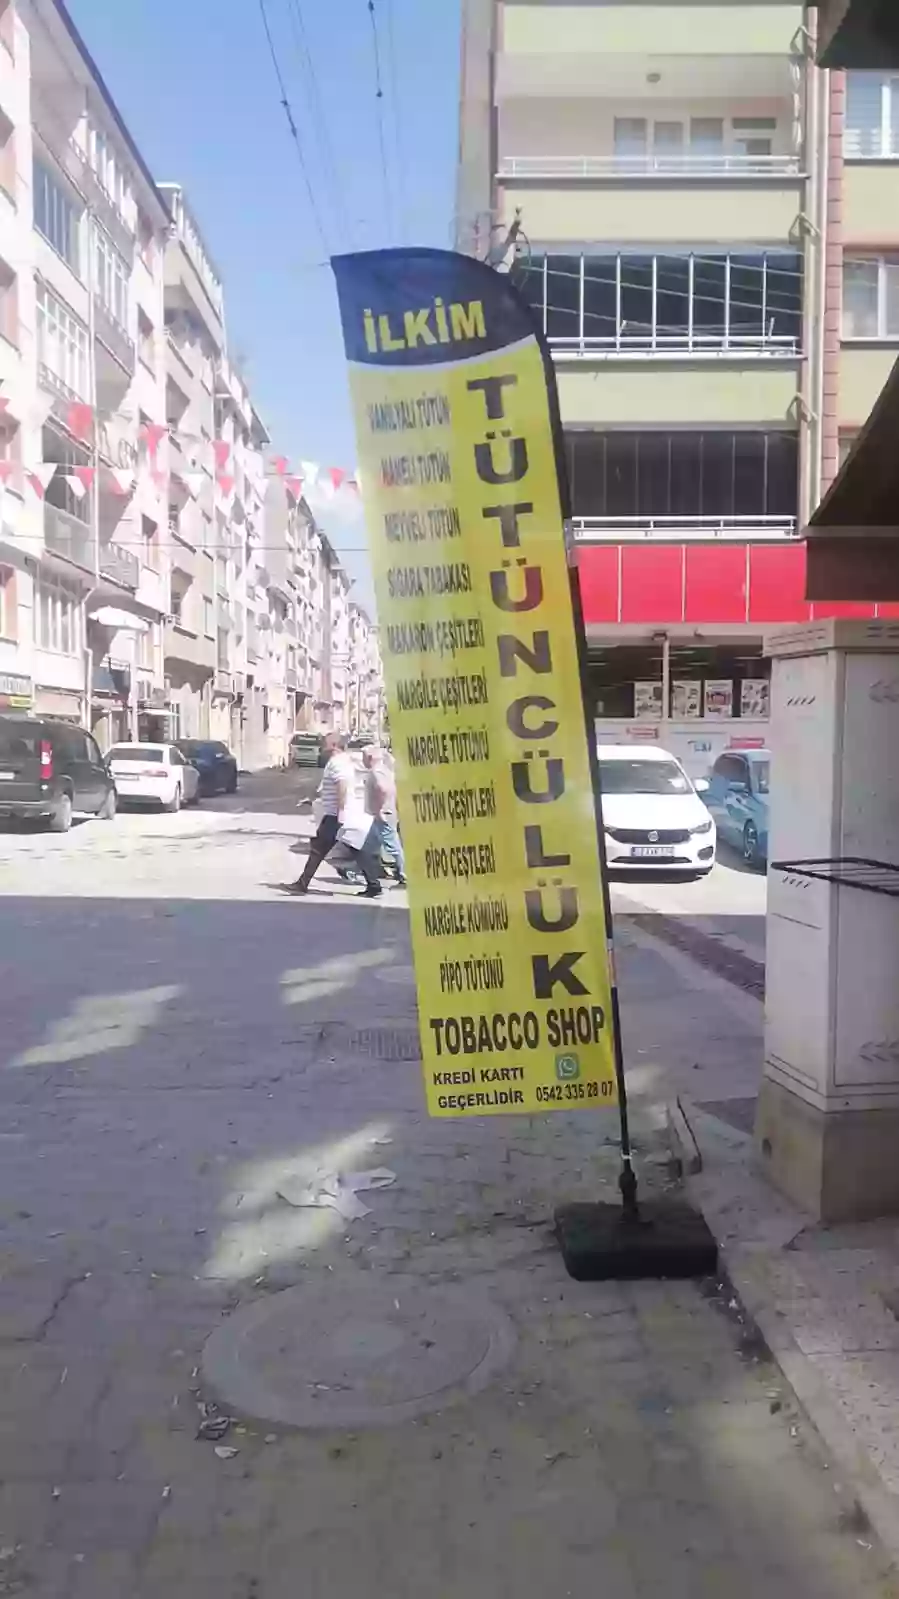 İLKİM
TÜTÜNCÜLÜK
VANİLYALI TÜTÜN
NANELİ TÜTÜN
MEYVELİ TÜTÜN
SİGARA TABAKASI
MAKARON ÇEŞİTLERİ
NARGİLE ÇEŞİTLERİ
NARGİLE TÜTÜNÜ
TÜTÜN ÇEŞİTLERİ
PİPO ÇEŞTLERİ
NARGİLE KÖMÜRÜ
PİPO TÜTÜNÜ
TOBACCO SHOP
KREDİ KARTI
GEÇERLİDİR 0542 335 28 07